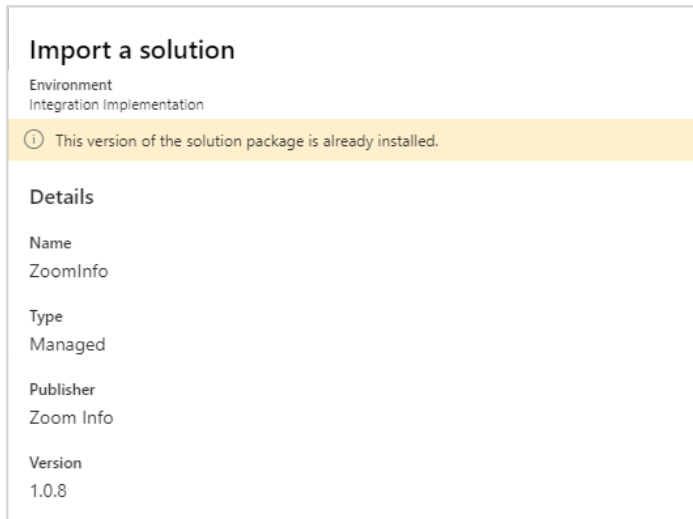 Import a solution
Environment
Integration Implementation
This version of the solution package is already installed.
Details
Name
ZoomInfo
Type
Managed
Publisher
Zoom Info
Version
1.0.8